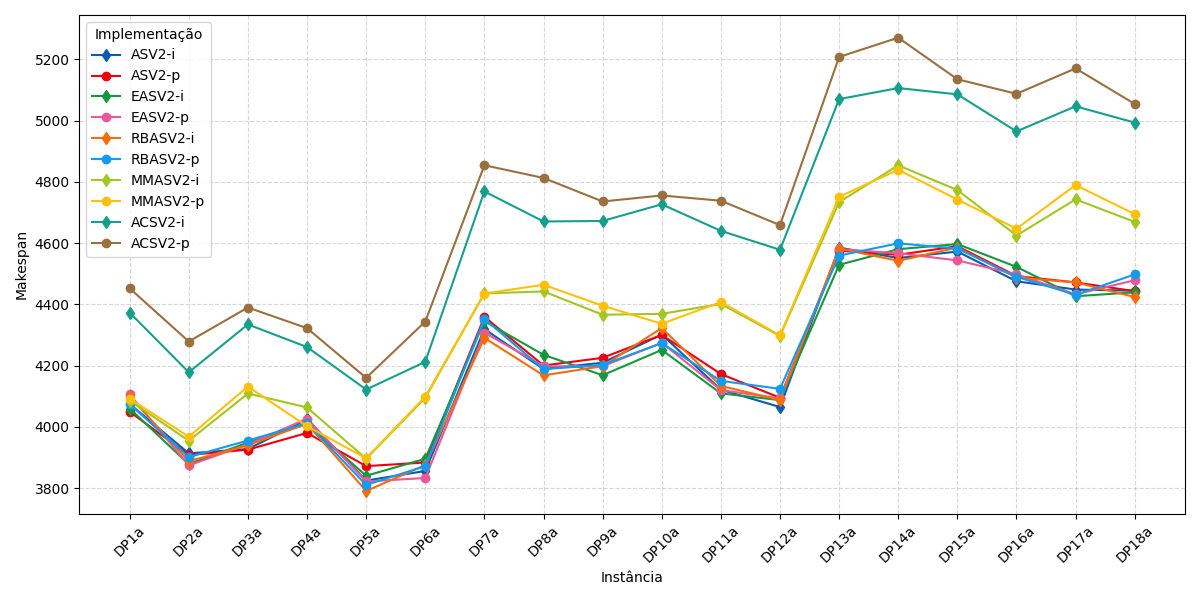 Implementação
ASV2-i
ASV2-p
EASV2-i
EASV2-p
RBASV2-i
RBASV2-p
MMASV2-i
MMASV2-p
ACSV2-i
ACSV2-p
Makespan
5200
5000
4800
4600
4400
4200
4000
3800
DP1a DP2a DP3a DP4a DP5a DP6a DP7a DP8a DP9a DP10a DP11a DP12a DP13a DP14a DP15a DP16a DP17a DP18a
Instância